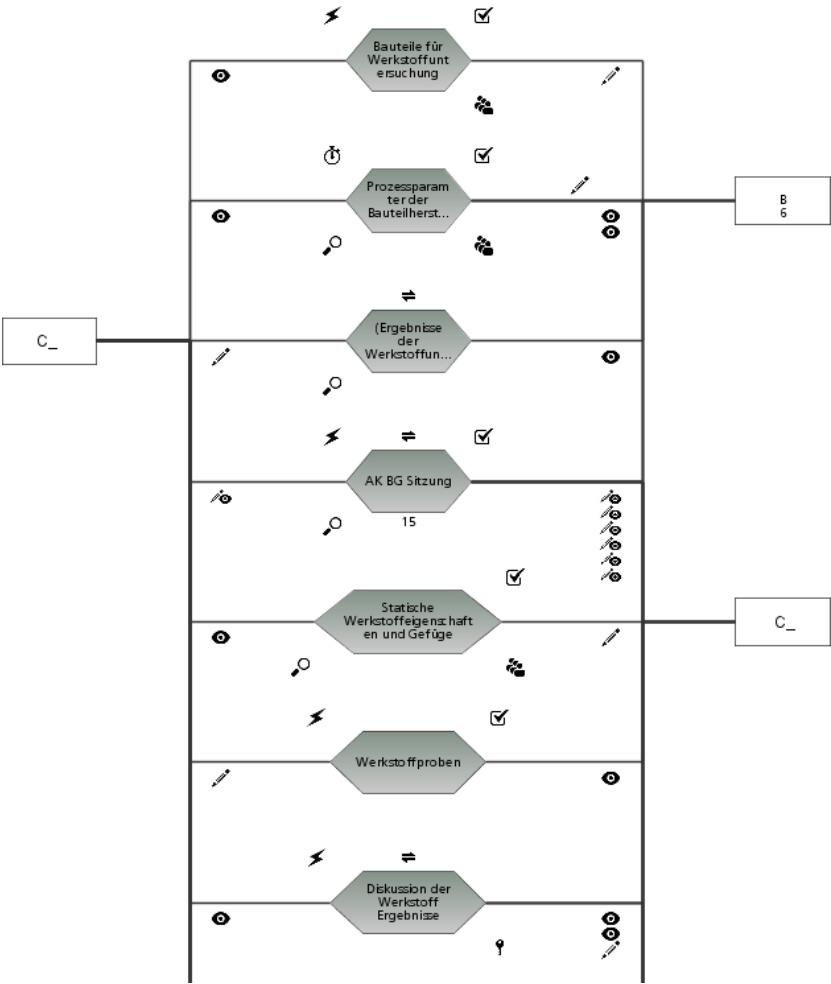 Bauteile für
Werkstoffunt
ersuchung
Prozessparam
ter der
Bauteilherst...
B
6
(Ergebnisse
der
Werkstoffun...
C_
AK BG Sitzung
15
Statische
Werkstoffeigenschaft
en und Gefüge
C_
Werkstoffproben
Diskussion der
Werkstoff
Ergebnisse